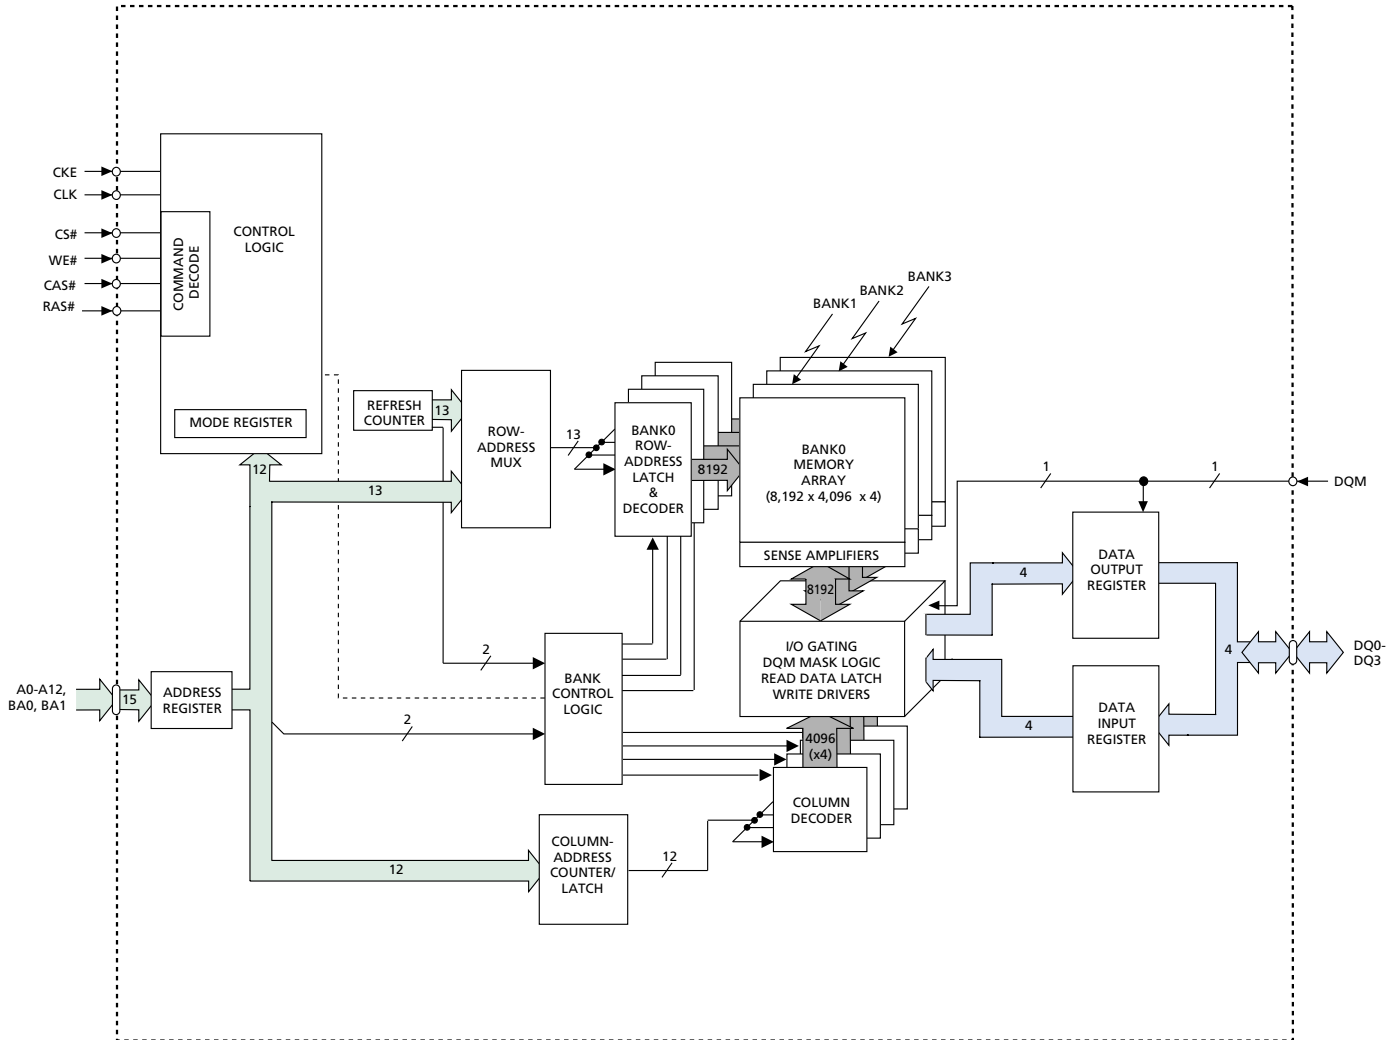 CKE
CLK
CS#
WE#
CAS#
RAS#
COMMAND
DECODE
CONTROL
LOGIC
MODE REGISTER
12
REFRESH
COUNTER
13
13
ROW-
ADDRESS
MUX
13
BANK0
ROW-
ADDRESS
LATCH
&
DECODER
8192
BANK1
BANK2
BANK3
BANK0
MEMORY
ARRAY
(8,192 x 4,096 x 4)
SENSE AMPLIFIERS
8192
I/O GATING
DQM MASK LOGIC
READ DATA LATCH
WRITE DRIVERS
1
1
DQM
DATA
OUTPUT
REGISTER
4
4
DQ0-
DQ3
DATA
INPUT
REGISTER
4
A0-A12,
BA0, BA1
15
ADDRESS
REGISTER
2
2
BANK
CONTROL
LOGIC
4096
(x4)
COLUMN
DECODER
12
COLUMN-
ADDRESS
COUNTER/
LATCH
12